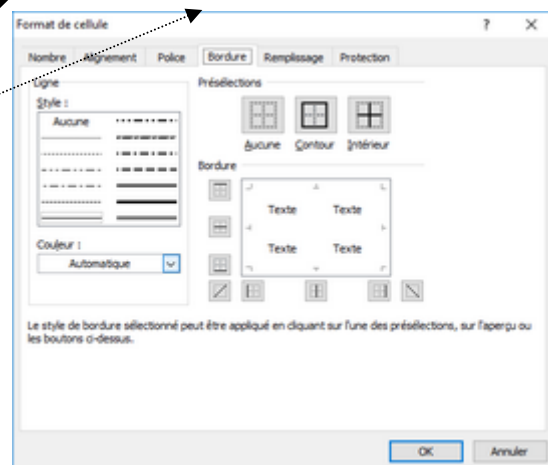 Format de cellule ? ×
Nombre Alignement Police Bordure Remplissage Protection
Ligne
Style :
Aucune
Couleur :
Automatique
Présélections
Aucune Contour Intérieur
Bordure
Texte Texte
Texte Texte
Le style de bordure sélectionné peut être appliqué en cliquant sur l'une des présélections, sur l'aperçu ou
les boutons ci-dessus.
OK Annuler